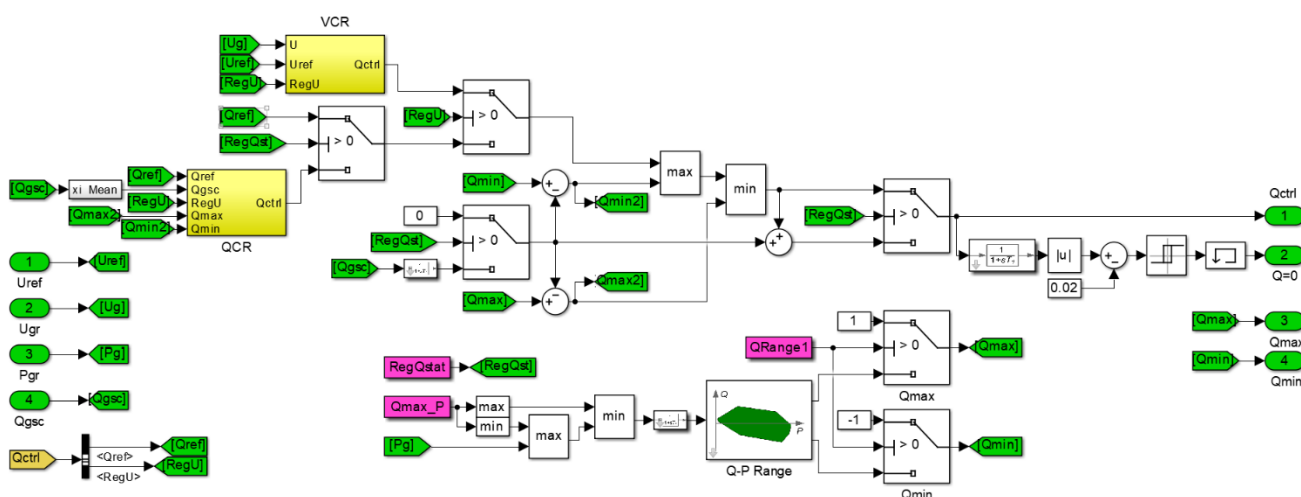 VCR
[Ug]
[Uref]
[RegU]
U
Uref
RegU
Qctrl
[Qref]
[RegQst]
> 0
[RegU]
> 0
[Qgsc]
xi Mean
[Qref]
[RegU]
[Qmax2]
[Qmin2]
Qref
Qgsc
RegU
Qmax
Qmin
Qctrl
QCR
[Qmin]
[Qmin2]
max
min
0
[RegQst]
> 0
[Qgsc]
[Qmax]
[Qmax2]
[RegQst]
> 0
|u|
0.02
Qctrl
1
2
Q=0
[Qmax]
3
Qmax
[Qmin]
4
Qmin
1
Uref
[Uref]
2
Ugr
[Ug]
3
Pgr
[Pg]
4
Qgsc
[Qgsc]
Qctrl
<Qref>
[Qref]
<RegU>
[RegU]
RegQstat
[RegQst]
Qmax_P
max
min
[Pg]
max
min
Q
P
Q-P Range
QRange1
1
> 0
[Qmax]
Qmax
-1
> 0
[Qmin]
Qmin